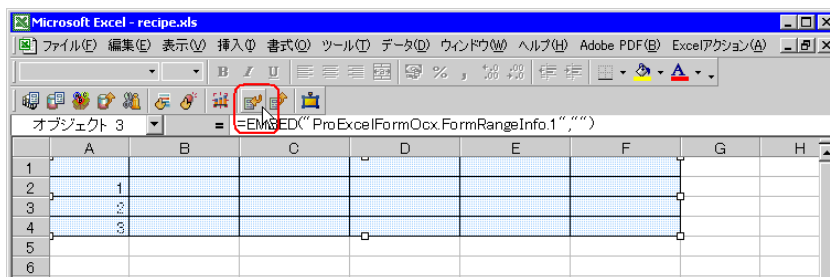 Microsoft Excel - recipe.xls
ファイル(F) 編集(E) 表示(V) 挿入(I) 書式(O) ツール(T) データ(D) ウィンドウ(W) ヘルプ(H) Adobe PDF(B) Excelアクション(A)
B I U % ,
オブジェクト 3 = =EMBED("ProExcelFormOcx.FormRangeInfo.1","")
A B C D E F G H
1
2 1
3 2
4 3
5
6